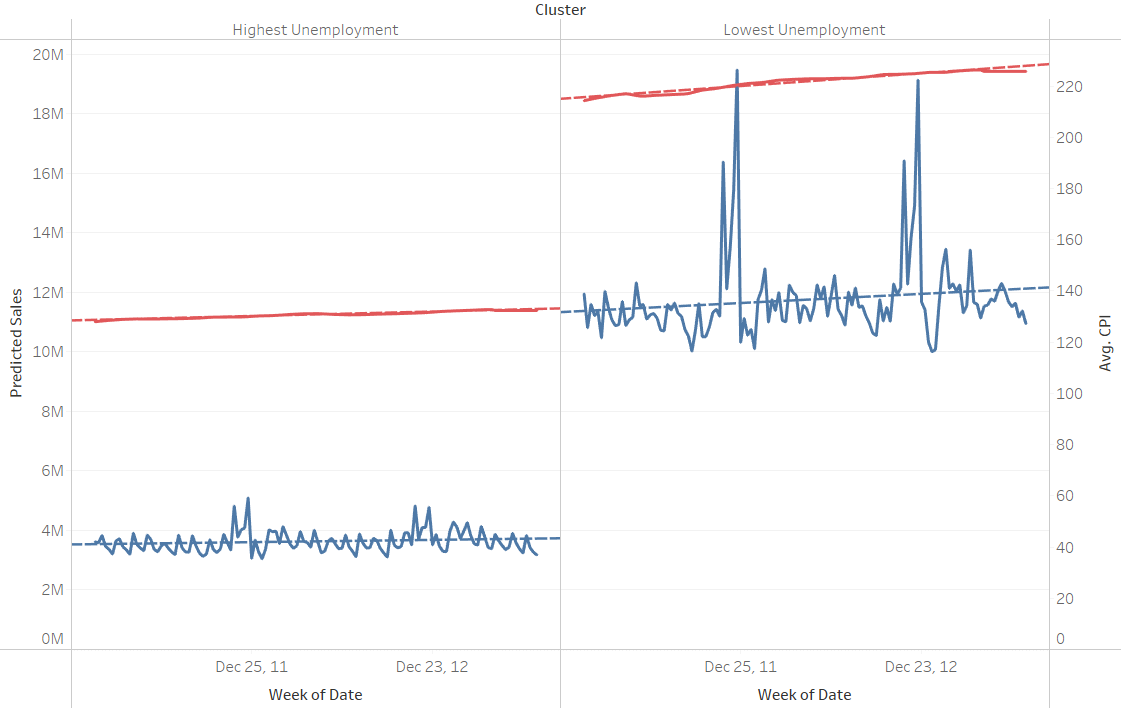 Cluster
Highest Unemployment
Lowest Unemployment
20M
18M
16M
14M
12M
10M
8M
6M
4M
2M
0M
Predicted Sales
220
200
180
160
140
120
100
80
60
40
20
0
Avg. CPI
Dec 25, 11
Dec 23, 12
Dec 25, 11
Dec 23, 12
Week of Date
Week of Date